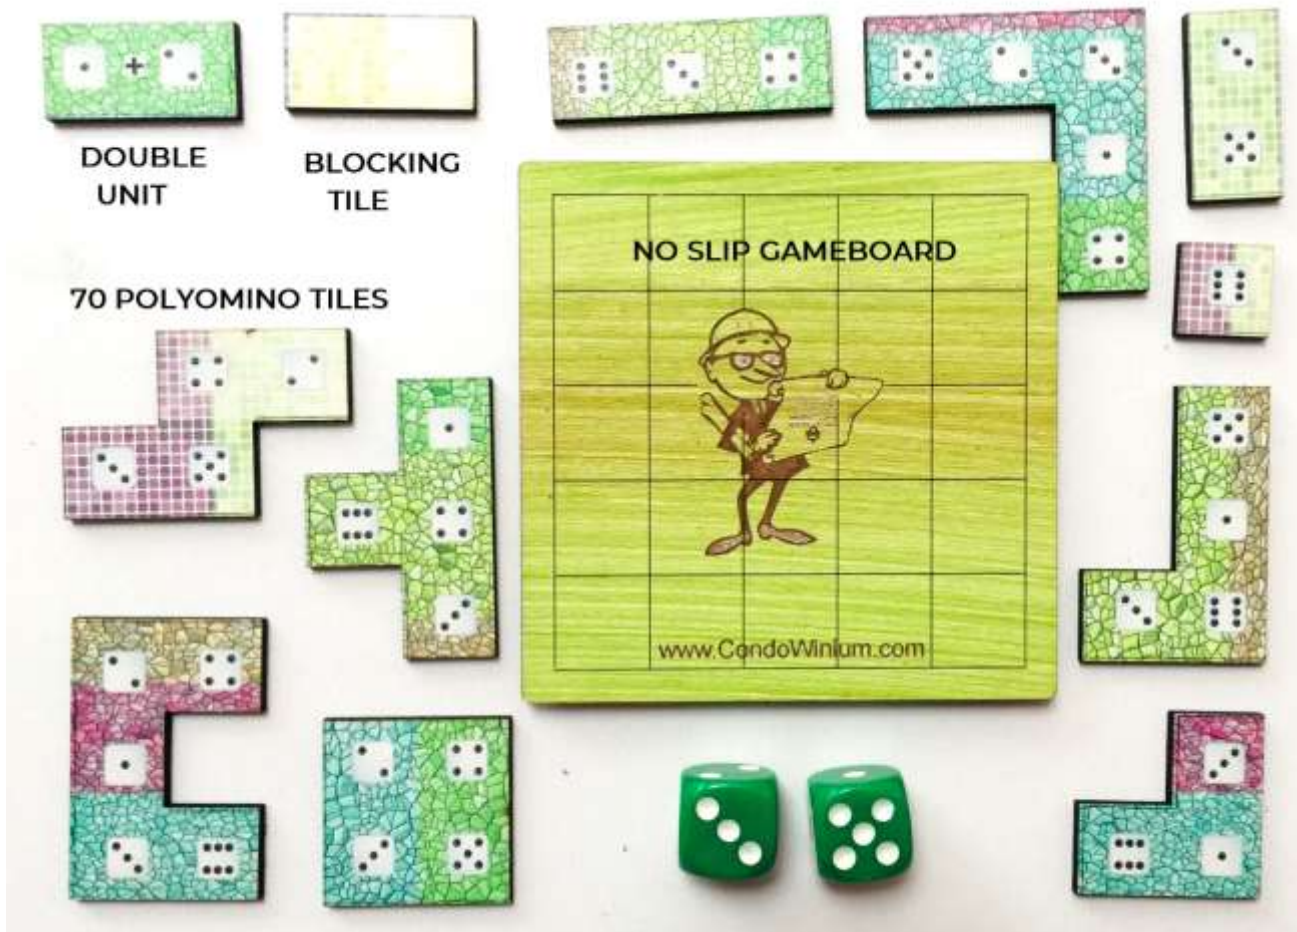 +
DOUBLE
UNIT
BLOCKING
TILE
NO SLIP GAMEBOARD
70 POLYOMINO TILES
www.CondoWinium.com